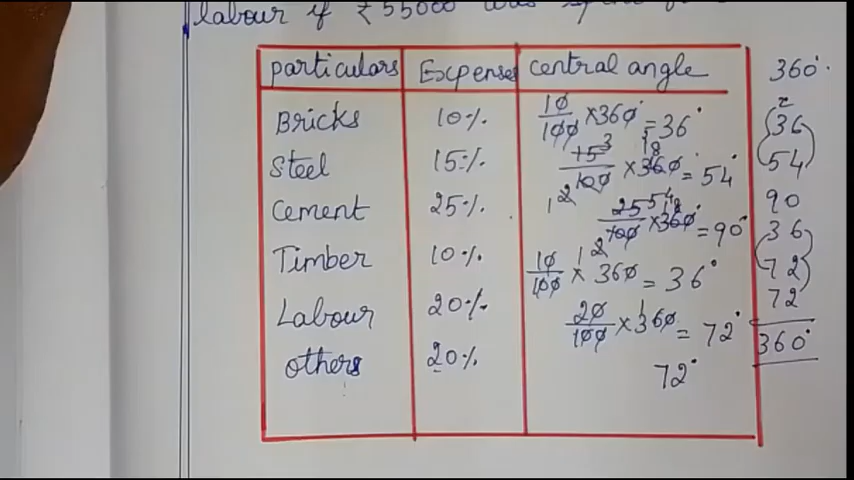 labour if ₹55000 was
particulars Expenses central angle 360°
Bricks 10% 10/100 × 360° = 36° 36
Steel 15% 15/100 × 360° = 54° 54
Cement 25% 25/100 × 360° = 90° 90
Timber 10% 10/100 × 360 = 36° 36
72
Labour 20% 20/100 × 360 = 72° 72
others 20% 72° 360°